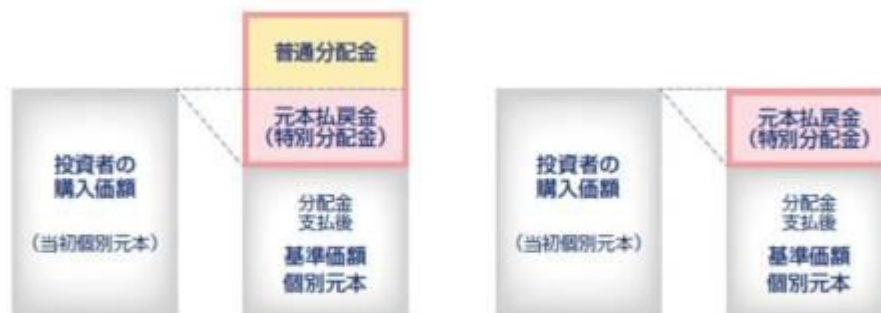 普通分配金
元本払戻金
(特別分配金)
投資者の
購入価額
(当初個別元本)
分配金
支払後
基準価額
個別元本
元本払戻金
(特別分配金)
投資者の
購入価額
(当初個別元本)
分配金
支払後
基準価額
個別元本